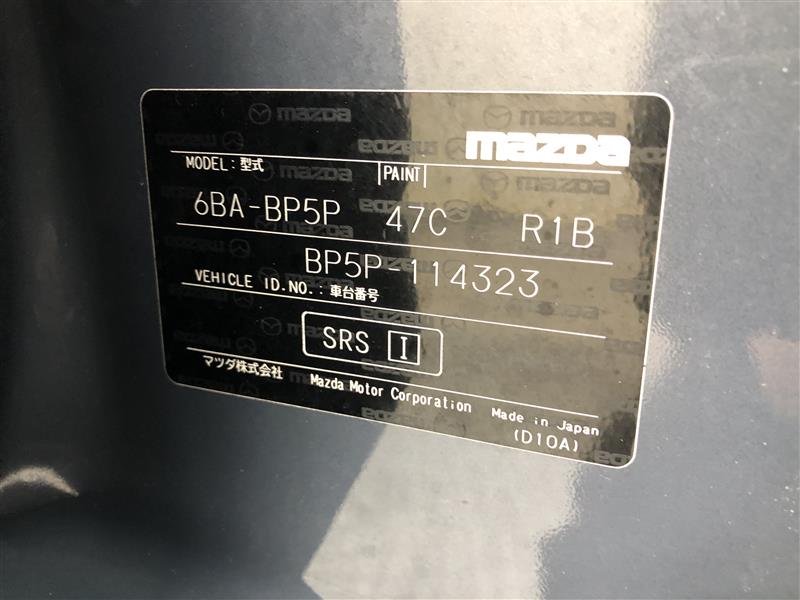 mazda
MODEL:型式 PAINT
6BA-BP5P 47C R1B
BP5P-114323
VEHICLE ID.NO.:車台番号
SRS I
マツダ株式会社 Mazda Motor Corporation Made in Japan
(D10A)